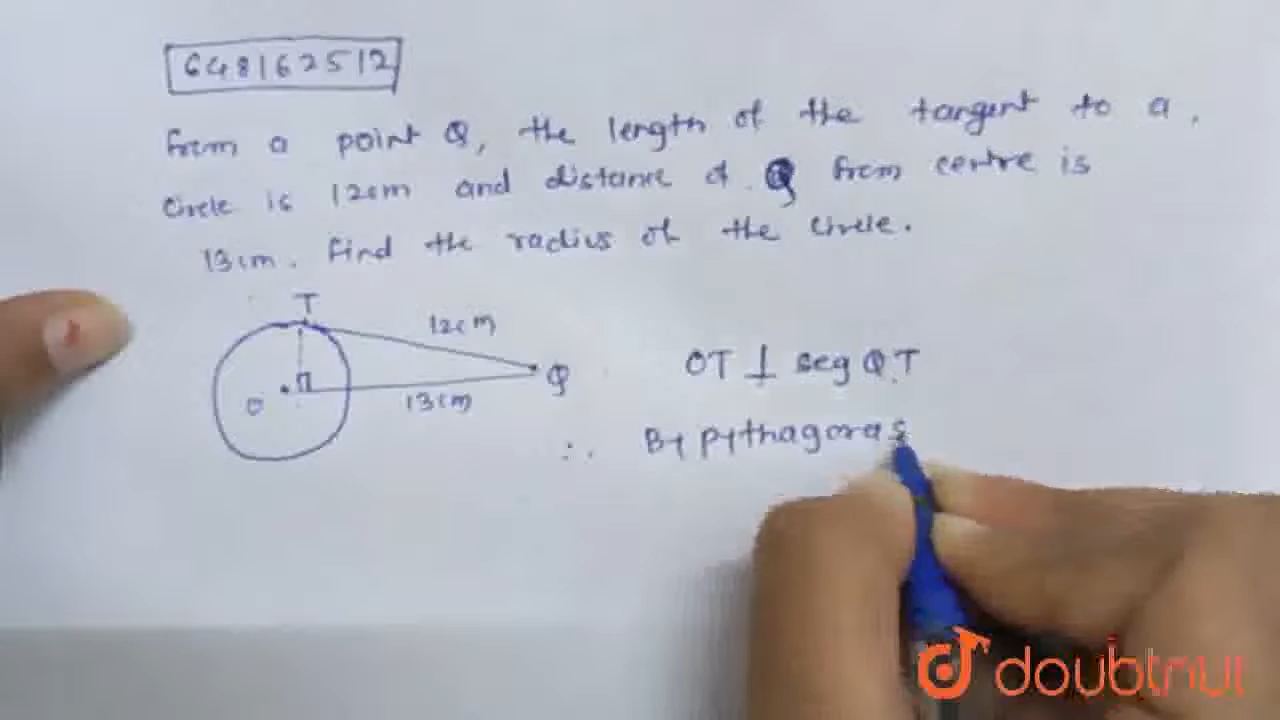 648162512
From a point Q, the length of the tangent to a
circle is 12cm and distance of Q from centre is
13cm. Find the radius of the circle.
T
12cm
Q
O
13cm
OT ⊥ seg QT
∴ By pythagoras
doubtnut